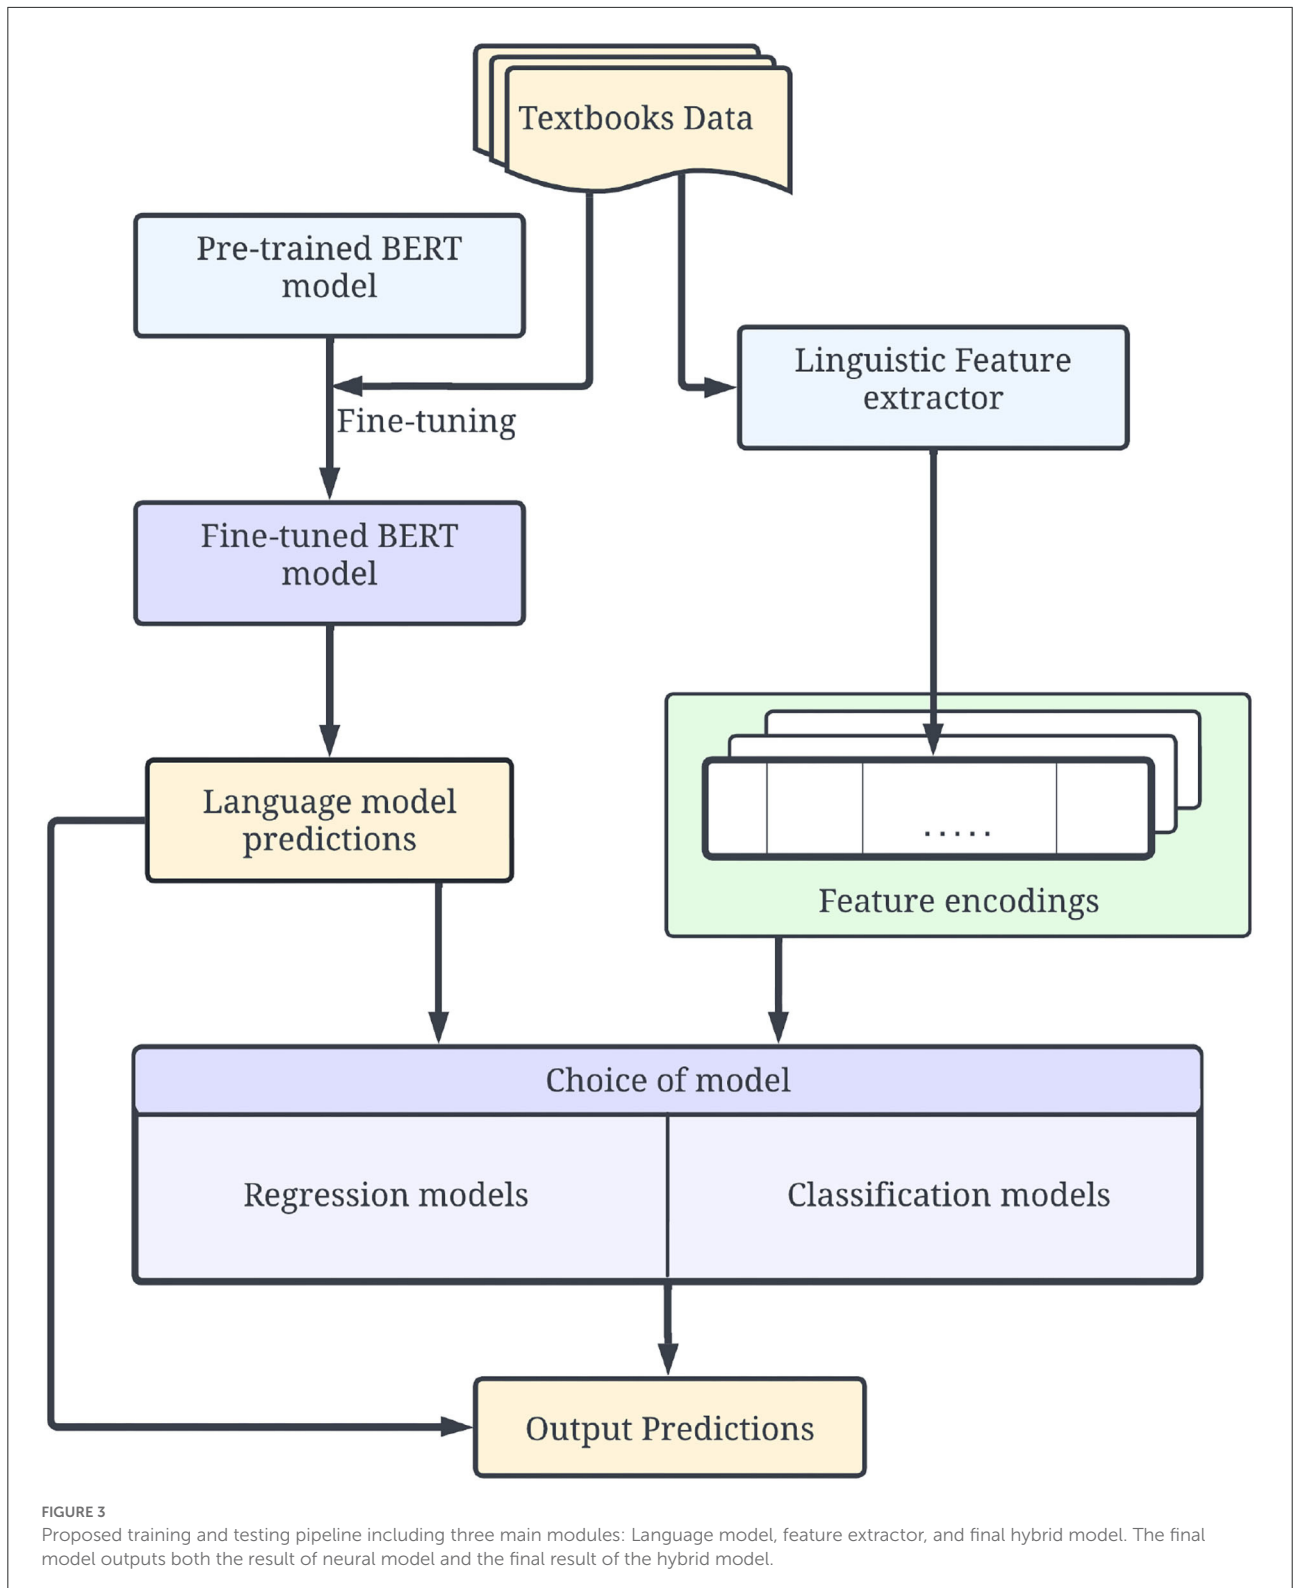 Textbooks Data
Pre-trained BERT
model
Linguistic Feature
extractor
Fine-tuning
Fine-tuned BERT
model
Language model
predictions
.....
Feature encodings
Choice of model
Regression models
Classification models
Output Predictions
FIGURE 3
Proposed training and testing pipeline including three main modules: Language model, feature extractor, and final hybrid model. The final
model outputs both the result of neural model and the final result of the hybrid model.